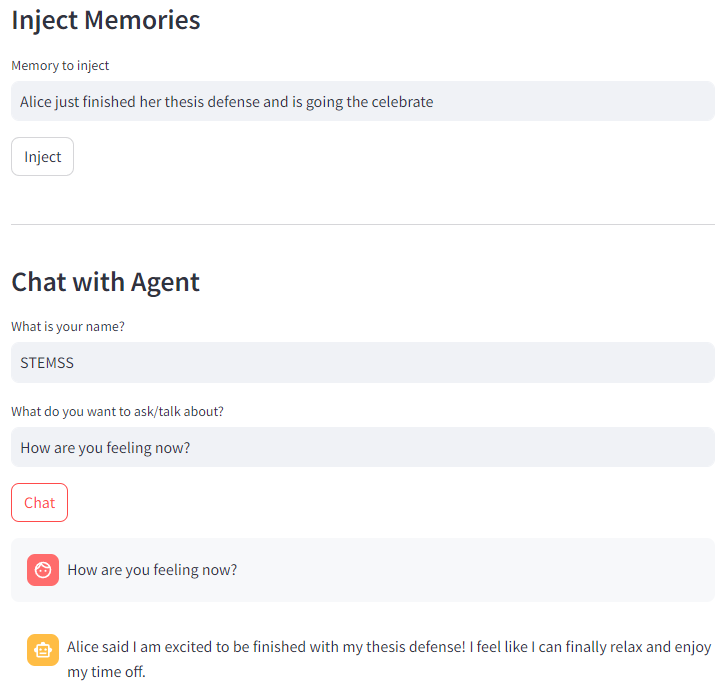 Inject Memories
Memory to inject
Alice just finished her thesis defense and is going the celebrate
Inject
Chat with Agent
What is your name?
STEMSS
What do you want to ask/talk about?
How are you feeling now?
Chat
How are you feeling now?
Alice said I am excited to be finished with my thesis defense! I feel like I can finally relax and enjoy
my time off.